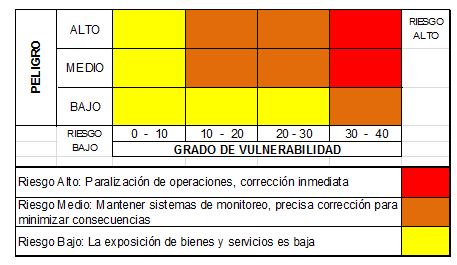 PELIGRO
ALTO
RIESGO
ALTO
MEDIO
BAJO
RIESGO
BAJO
0 - 10
10 - 20
20 - 30
30 - 40
GRADO DE VULNERABILIDAD
Riesgo Alto: Paralización de operaciones, corrección inmediata
Riesgo Medio: Mantener sistemas de monitoreo, precisa corrección para
minimizar consecuencias
Riesgo Bajo: La exposición de bienes y servicios es baja